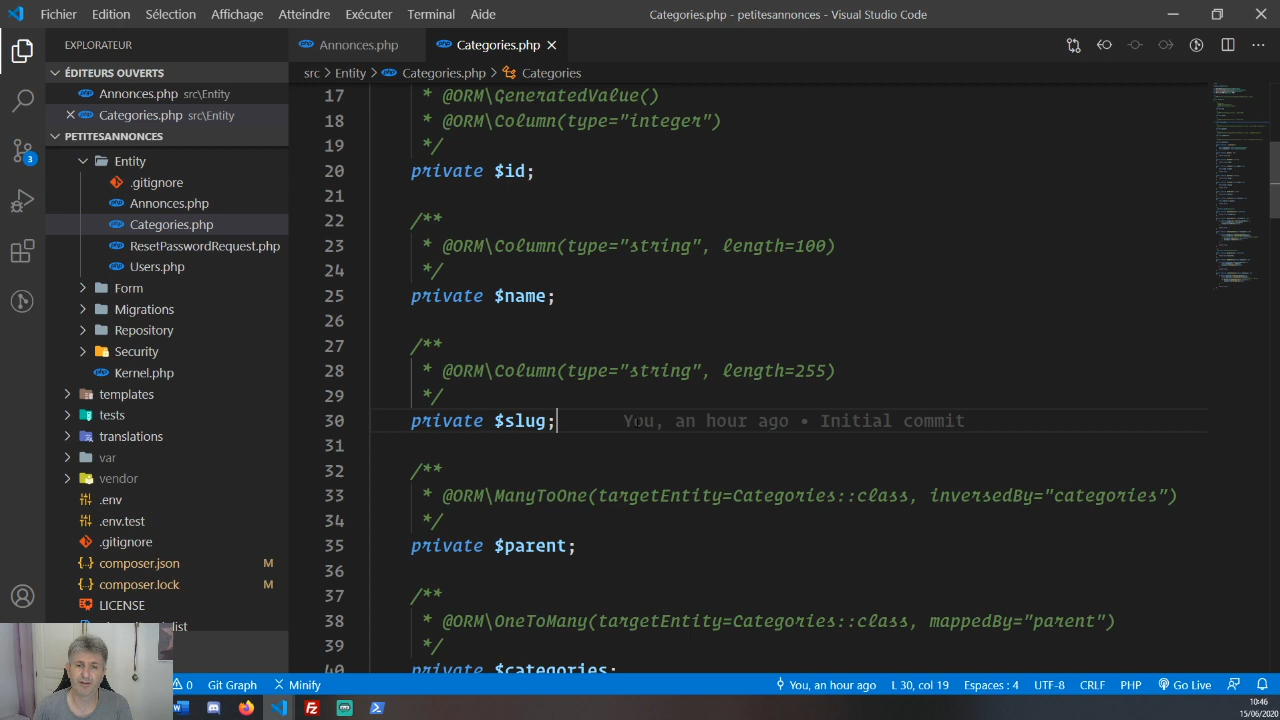 Fichier Edition Sélection Affichage Atteindre Exécuter Terminal Aide Categories.php - petitesannonces - Visual Studio Code
EXPLORATEUR
ÉDITEURS OUVERTS
Annonces.php src\Entity
Categories.php src\Entity
PETITESANNONCES
Entity
.gitignore
Annonces.php
Categories.php
ResetPasswordRequest.php
Users.php
Form
Migrations
Repository
Security
Kernel.php
templates
tests
translations
var
vendor
.env
.env.test
.gitignore
composer.json M
composer.lock M
LICENSE
3
php Annonces.php php Categories.php
src Entity php Categories.php Categories
17 * @ORM\GeneratedValue()
18 * @ORM\Column(type="integer")
19 */
20 private $id;
21
22 /**
23 * @ORM\Column(type="string", length=100)
24 */
25 private $name;
26
27 /**
28 * @ORM\Column(type="string", length=255)
29 */
30 private $slug; You, an hour ago • Initial commit
31
32 /**
33 * @ORM\ManyToOne(targetEntity=Categories::class, inversedBy="categories")
34 */
35 private $parent;
36
37 /**
38 * @ORM\OneToMany(targetEntity=Categories::class, mappedBy="parent")
39 */
40 private $categories;
0 Git Graph Minify You, an hour ago L 30, col 19 Espaces : 4 UTF-8 CRLF PHP Go Live
10:46
15/06/2020